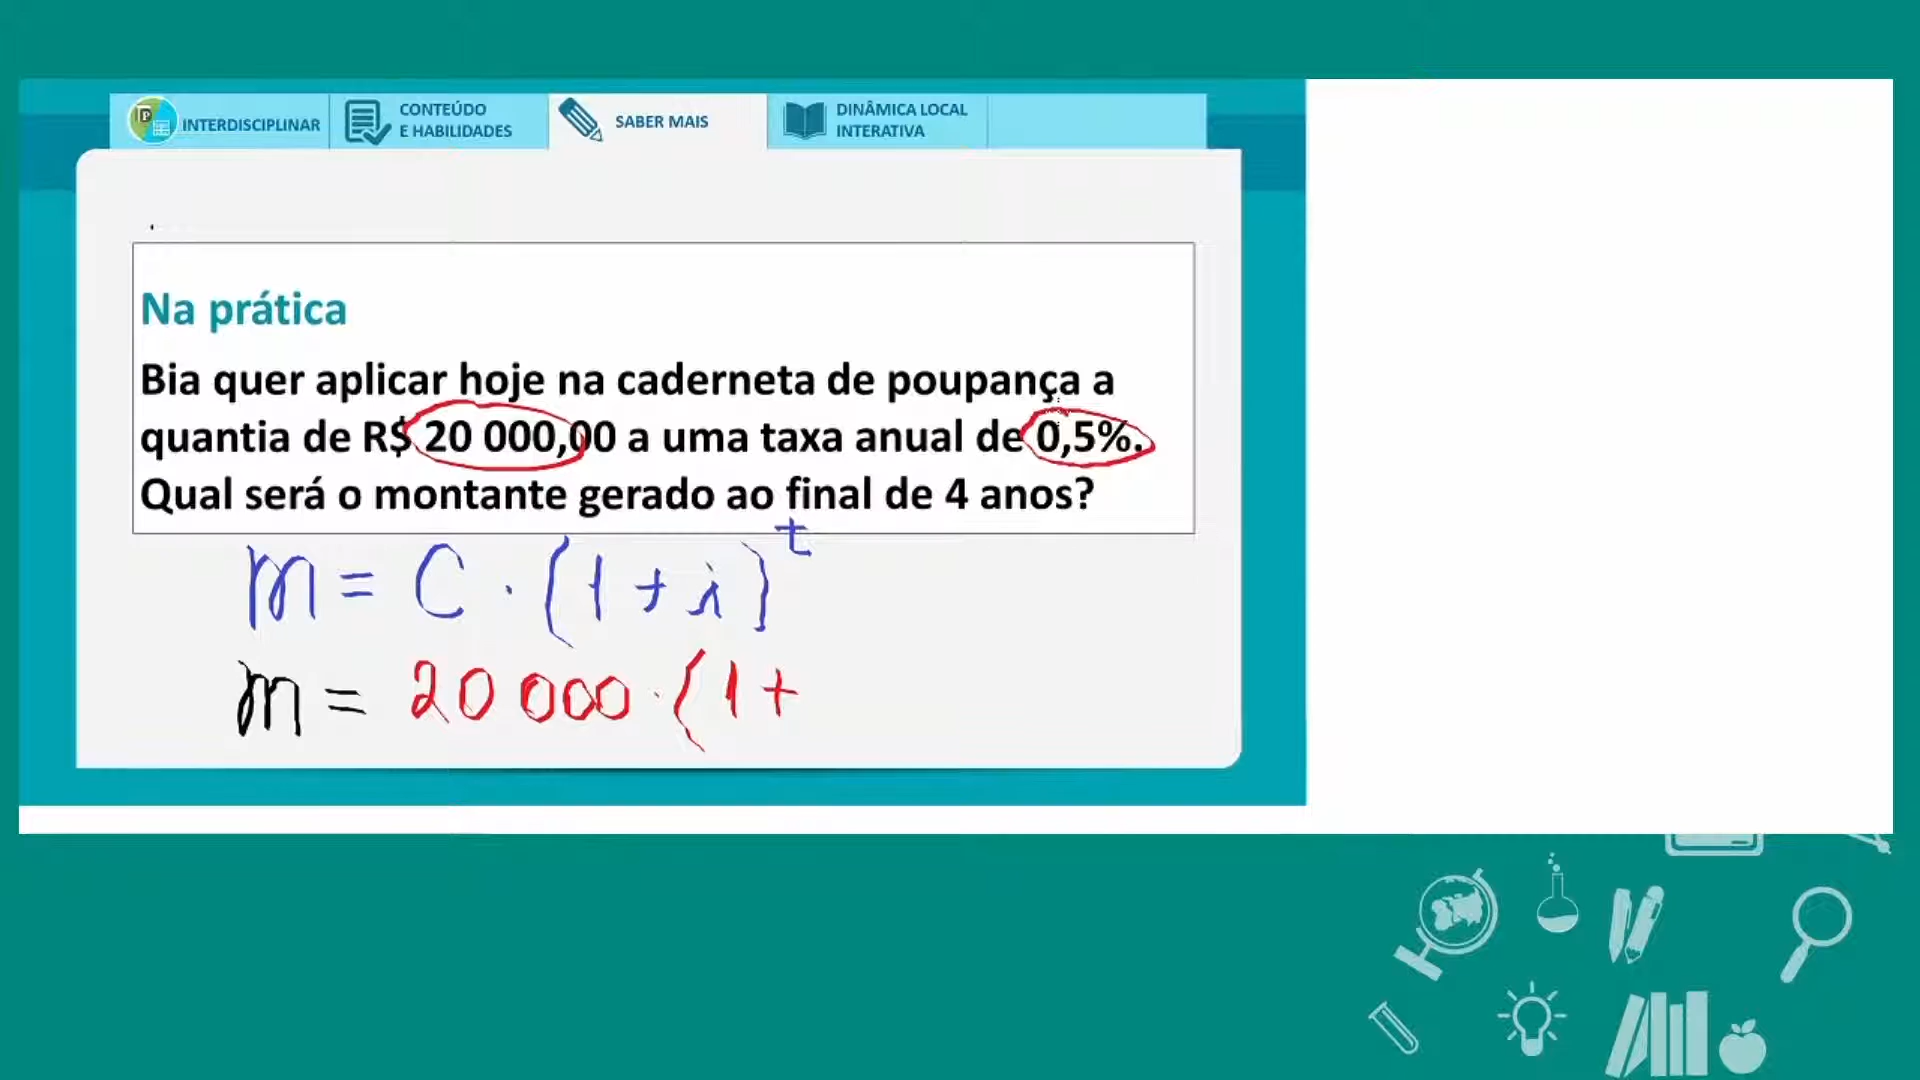 INTERDISCIPLINAR
CONTEÚDO
E HABILIDADES
SABER MAIS
DINÂMICA LOCAL
INTERATIVA
Na prática
Bia quer aplicar hoje na caderneta de poupança a
quantia de R$ 20 000,00 a uma taxa anual de 0,5%.
Qual será o montante gerado ao final de 4 anos?
m = C · (1 + i)^t
m = 20 000 · (1 +